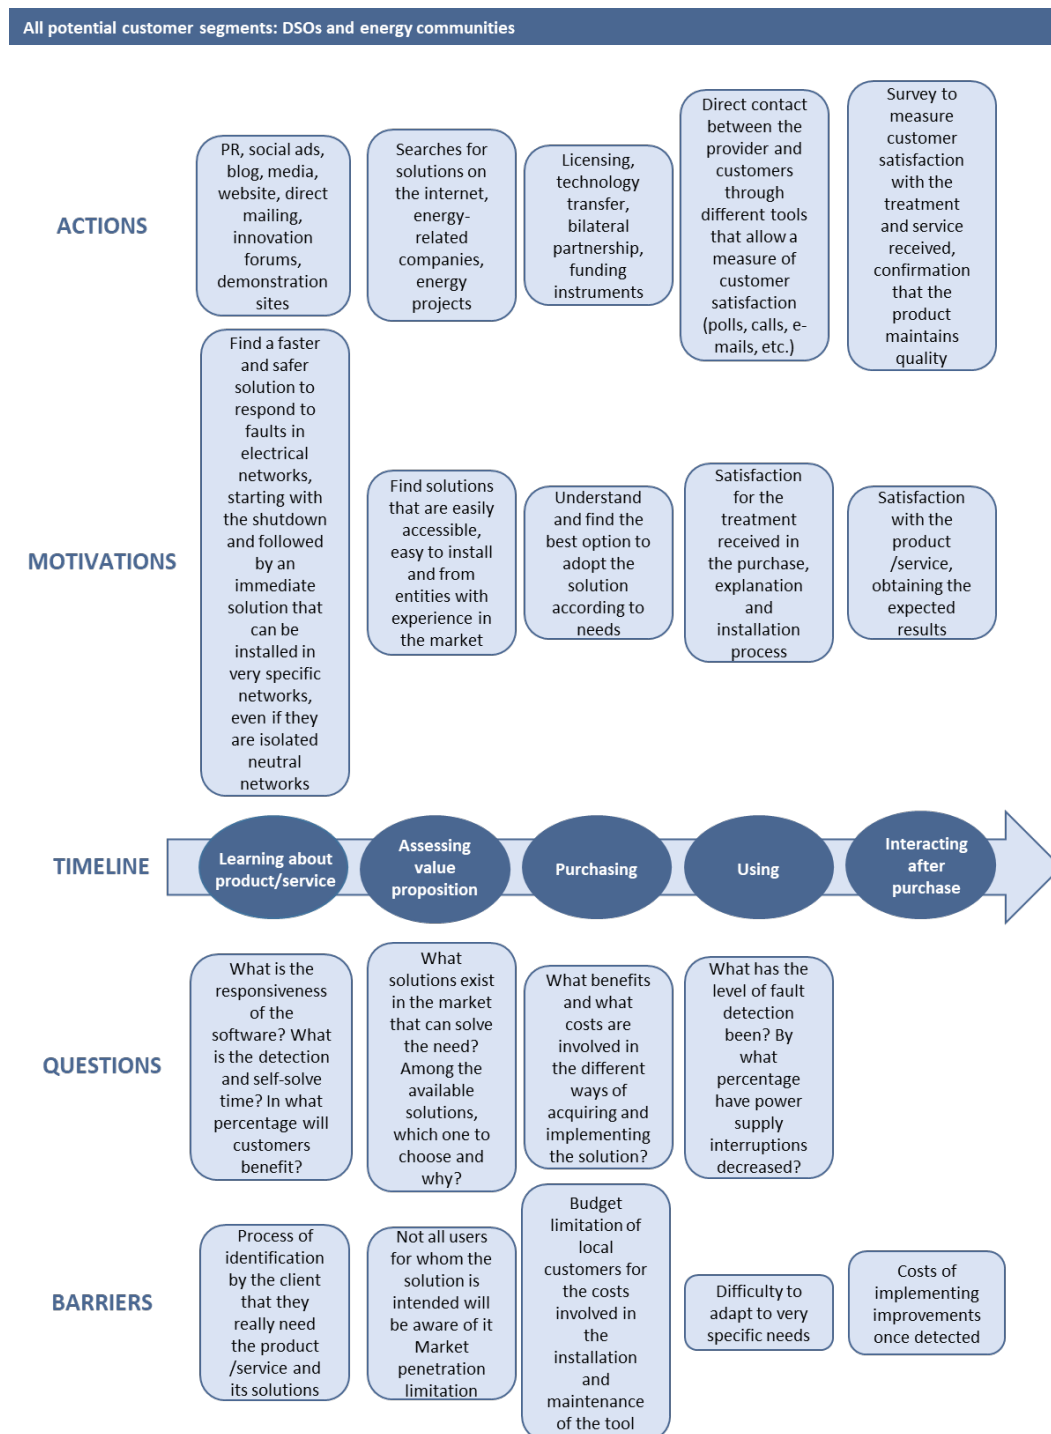 All potential customer segments: DSOs and energy communities
ACTIONS
PR, social ads,
blog, media,
website, direct
mailing,
innovation
forums,
demonstration
sites
Searches for
solutions on
the internet,
energy-
related
companies,
energy
projects
Licensing,
technology
transfer,
bilateral
partnership,
funding
instruments
Direct contact
between the
provider and
customers
through
different tools
that allow a
measure of
customer
satisfaction
(polls, calls, e-
mails, etc.)
Survey to
measure
customer
satisfaction
with the
treatment
and service
received,
confirmation
that the
product
maintains
quality
MOTIVATIONS
Find a faster
and safer
solution to
respond to
faults in
electrical
networks,
starting with
the shutdown
and followed
by an
immediate
solution that
can be
installed in
very specific
networks,
even if they
are isolated
neutral
networks
Find solutions
that are easily
accessible,
easy to install
and from
entities with
experience in
the market
Understand
and find the
best option to
adopt the
solution
according to
needs
Satisfaction
for the
treatment
received in
the purchase,
explanation
and
installation
process
Satisfaction
with the
product
/service,
obtaining the
expected
results
TIMELINE
Learning about
product/service
Assessing
value
proposition
Purchasing
Using
Interacting
after
purchase
QUESTIONS
What is the
responsiveness
of the
software? What
is the detection
and self-solve
time? In what
percentage will
customers
benefit?
What
solutions exist
in the market
that can solve
the need?
Among the
available
solutions,
which one to
choose and
why?
What benefits
and what
costs are
involved in
the different
ways of
acquiring and
implementing
the solution?
What has the
level of fault
detection
been? By
what
percentage
have power
supply
interruptions
decreased?
BARRIERS
Process of
identification
by the client
that they
really need
the product
/service and
its solutions
Not all users
for whom the
solution is
intended will
be aware of it
Market
penetration
limitation
Budget
limitation of
local
customers for
the costs
involved in
the
installation
and
maintenance
of the tool
Difficulty to
adapt to very
specific needs
Costs of
implementing
improvements
once detected